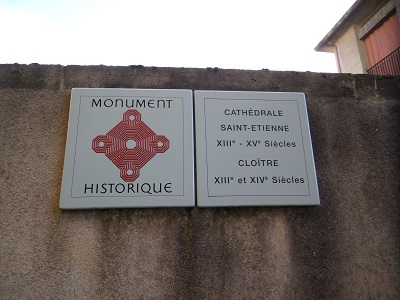 MONUMENT
HISTORIQUE
CATHÉDRALE
SAINT-ETIENNE
XIIIe - XVe Siècles
CLOÎTRE
XIIIe et XIVe Siècles